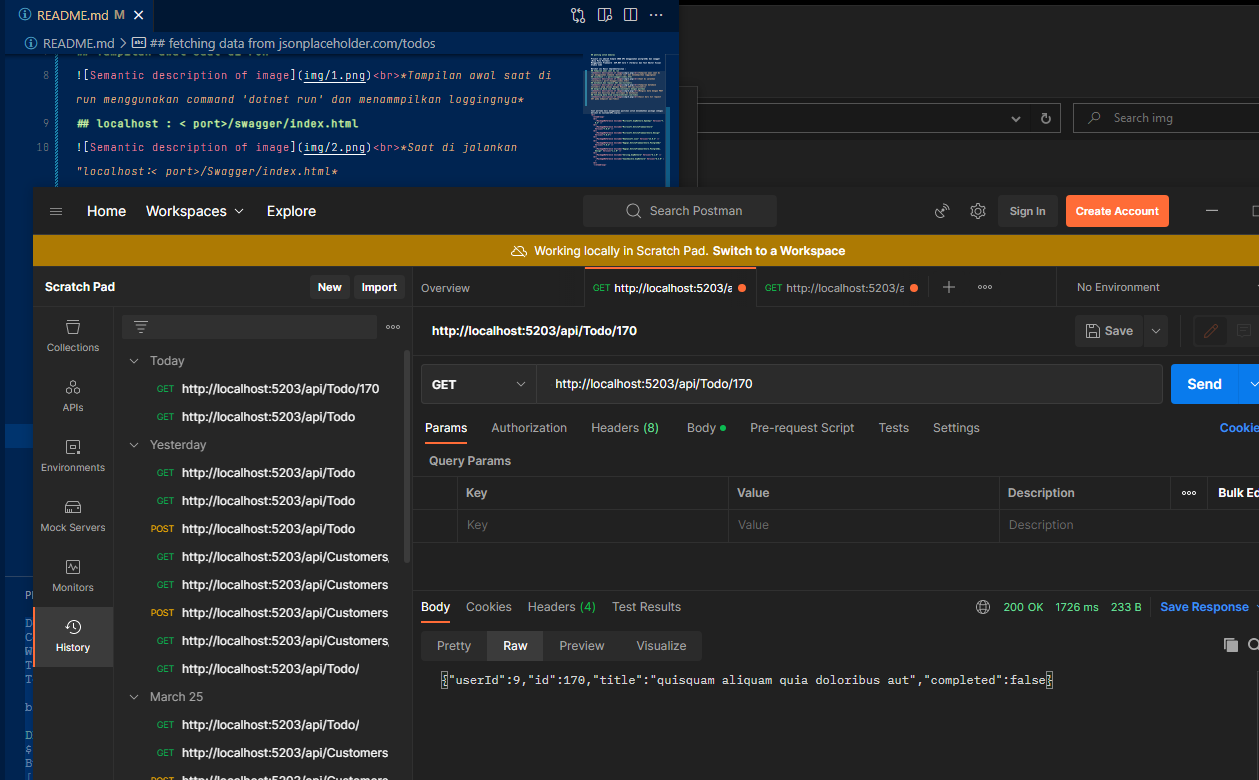 README.md M
README.md > ## fetching data from jsonplaceholder.com/todos
8 ![Semantic description of image](img/1.png)<br>*Tampilan awal saat di
run menggunakan command 'dotnet run' dan menammpilkan loggingnya*
9 ## localhost : < port>/swagger/index.html
10 ![Semantic description of image](img/2.png)<br>*Saat di jalankan
"localhost:< port>/Swagger/index.html*
Search img
Home Workspaces Explore
Search Postman
Sign In Create Account
Working locally in Scratch Pad. Switch to a Workspace
Scratch Pad New Import
Overview GET http://localhost:5203/a GET http://localhost:5203/a No Environment
Collections
APIs
Environments
Mock Servers
Monitors
History
Today
GET http://localhost:5203/api/Todo/170
GET http://localhost:5203/api/Todo
Yesterday
GET http://localhost:5203/api/Todo
GET http://localhost:5203/api/Todo
POST http://localhost:5203/api/Todo
GET http://localhost:5203/api/Customers,
GET http://localhost:5203/api/Customers
POST http://localhost:5203/api/Customers
GET http://localhost:5203/api/Customers,
GET http://localhost:5203/api/Todo/
March 25
GET http://localhost:5203/api/Todo/
GET http://localhost:5203/api/Customers
POST http://localhost:5203/api/Customers
http://localhost:5203/api/Todo/170 Save
GET http://localhost:5203/api/Todo/170 Send
Params Authorization Headers (8) Body Pre-request Script Tests Settings Cookie
Query Params
Key Value Description Bulk Ed
Key Value Description
Body Cookies Headers (4) Test Results 200 OK 1726 ms 233 B Save Response
Pretty Raw Preview Visualize
{"userId":9,"id":170,"title":"quisquam aliquam quia doloribus aut","completed":false}